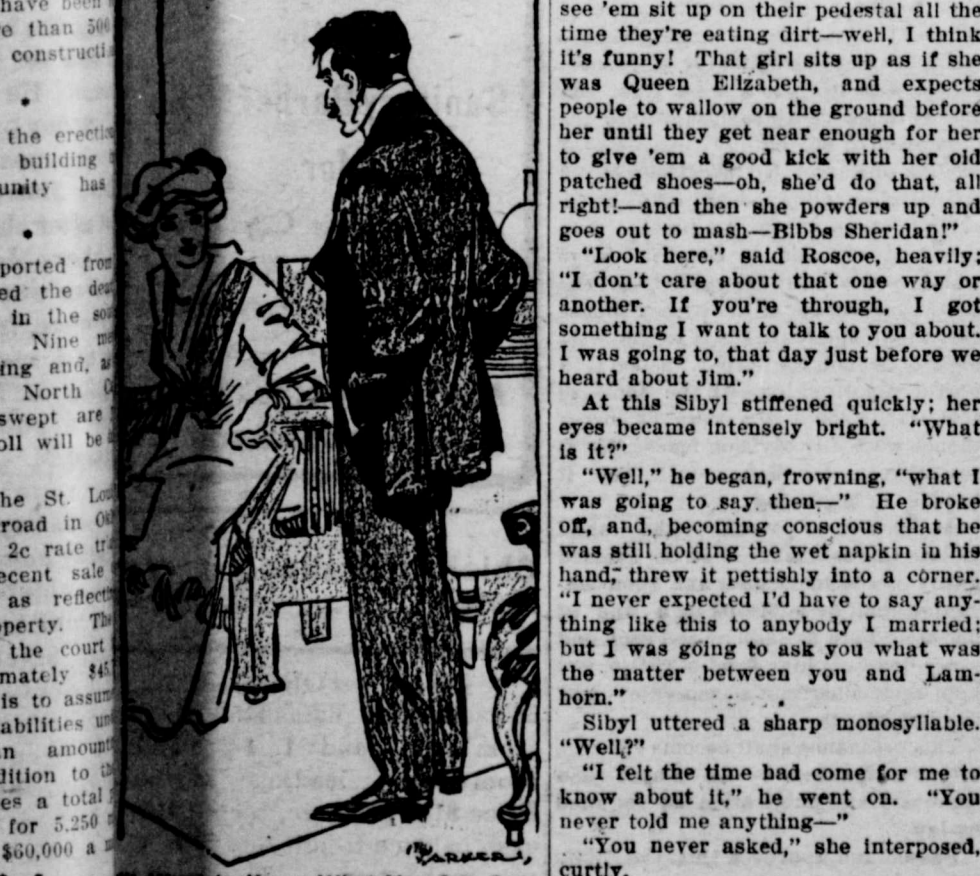 have been
than 500
the
building
unity has
ported from
ed the
in the
Nine
ing and,
North
swept are
oll will be
the St.
road in
2c rate
ecent sale
as
operty. The
the court
mately
is to
abilities
an amount
dition to
es a total
for 5,250
$60,000 a
see 'em sit up on their pedestal all the
time they're eating dirt—well, I think
it's funny! That girl sits up as if she
was Queen Elizabeth, and expects
people to wallow on the ground before
her until they get near enough for her
to give 'em a good kick with her old
patched shoes—oh, she'd do that, all
right!—and then she powders up and
goes out to mash—Bibbs Sheridan!"
"Look here," said Roscoe, heavily;
"I don't care about that one way or
another. If you're through, I got
something I want to talk to you about.
I was going to, that day just before we
heard about Jim."
At this Sibyl stiffened quickly; her
eyes became intensely bright. "What
is it?"
"Well," he began, frowning, "what I
was going to say then—" He broke
off, and, becoming conscious that he
was still holding the wet napkin in his
hand, threw it pettishly into a corner.
"I never expected I'd have to say any-
thing like this to anybody I married;
but I was going to ask you what was
the matter between you and Lam-
horn."
Sibyl uttered a sharp monosyllable.
"Well?"
"I felt the time had come for me to
know about it," he went on. "You
never told me anything—"
"You never asked," she interposed,
curtly.